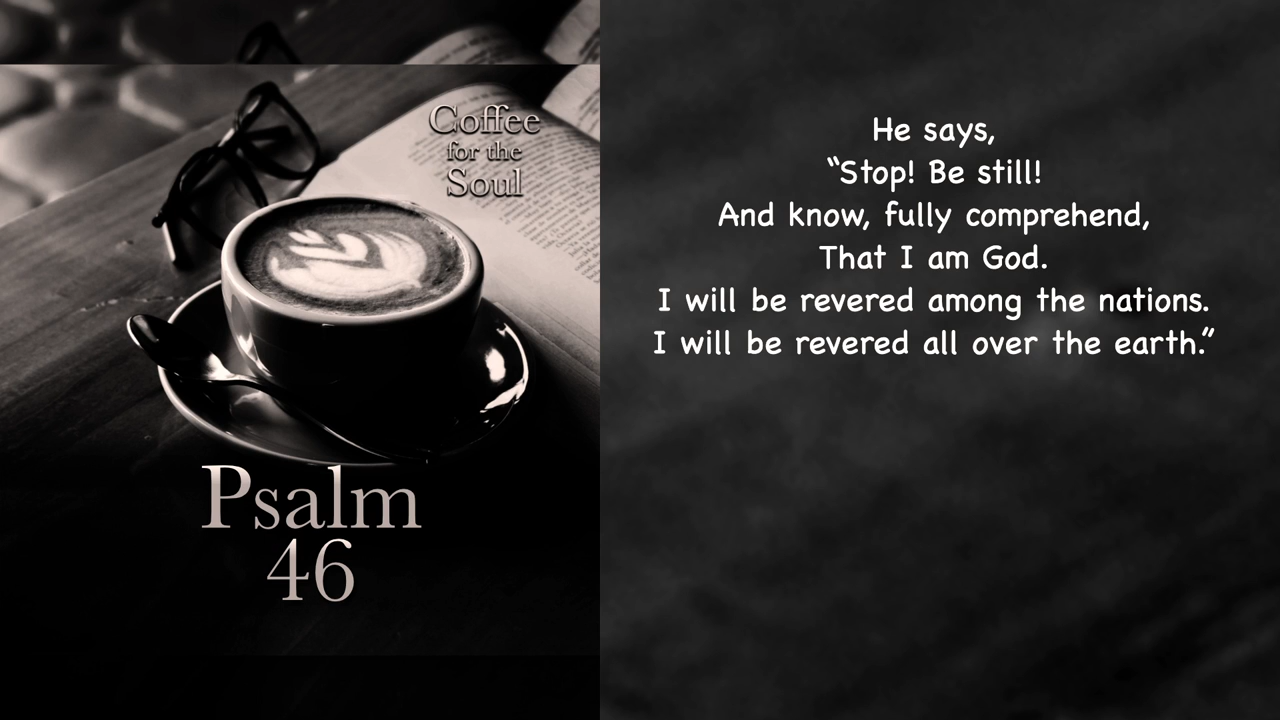 Coffee
for the
Soul
Psalm
46
He says,
“Stop! Be still!
And know, fully comprehend,
That I am God.
I will be revered among the nations.
I will be revered all over the earth.”